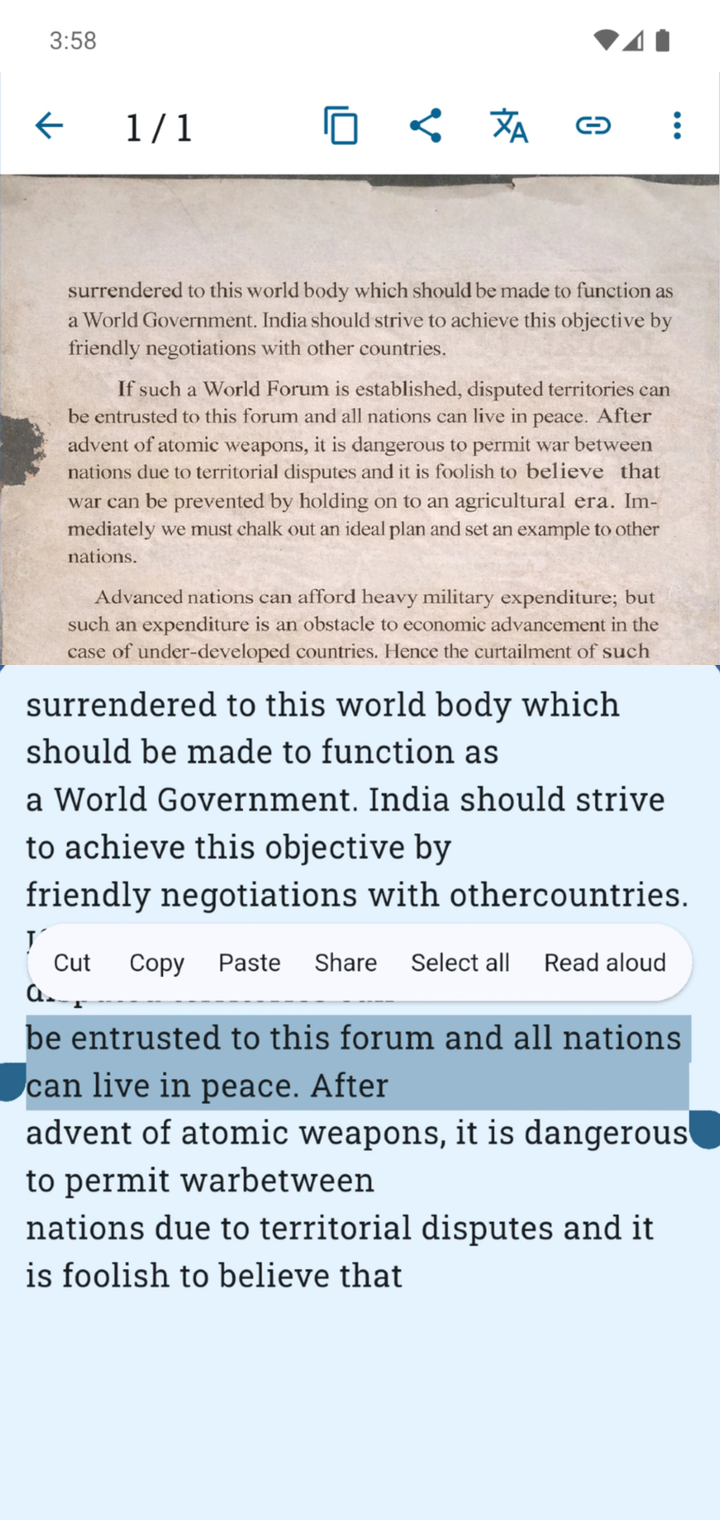 3:58
1 / 1
surrendered to this world body which should be made to function as
a World Government. India should strive to achieve this objective by
friendly negotiations with other countries.
If such a World Forum is established, disputed territories can
be entrusted to this forum and all nations can live in peace. After
advent of atomic weapons, it is dangerous to permit war between
nations due to territorial disputes and it is foolish to believe that
war can be prevented by holding on to an agricultural era. Im-
mediately we must chalk out an ideal plan and set an example to other
nations.
Advanced nations can afford heavy military expenditure; but
such an expenditure is an obstacle to economic advancement in the
case of under-developed countries. Hence the curtailment of such
surrendered to this world body which
should be made to function as
a World Government. India should strive
to achieve this objective by
friendly negotiations with othercountries.
Cut Copy Paste Share Select all Read aloud
be entrusted to this forum and all nations
can live in peace. After
advent of atomic weapons, it is dangerous
to permit warbetween
nations due to territorial disputes and it
is foolish to believe that